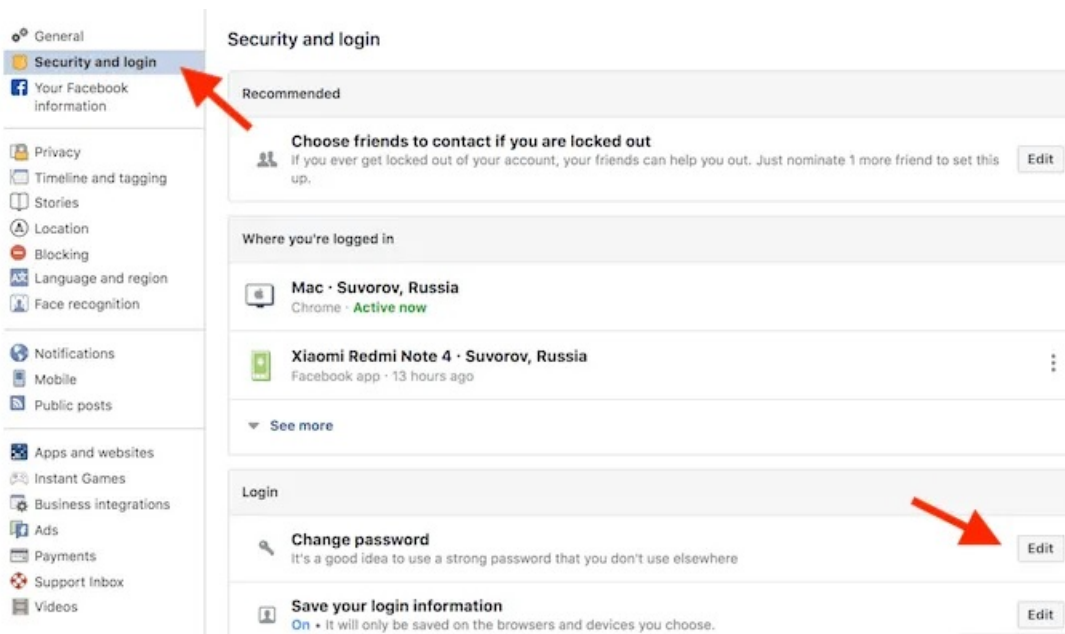 General
Security and login
Your Facebook
information
Privacy
Timeline and tagging
Stories
Location
Blocking
Language and region
Face recognition
Notifications
Mobile
Public posts
Apps and websites
Instant Games
Business integrations
Ads
Payments
Support Inbox
Videos
Security and login
Recommended
Choose friends to contact if you are locked out
If you ever get locked out of your account, your friends can help you out. Just nominate 1 more friend to set this
up.
Edit
Where you're logged in
Mac · Suvorov, Russia
Chrome · Active now
Xiaomi Redmi Note 4 · Suvorov, Russia
Facebook app · 13 hours ago
See more
Login
Change password
It's a good idea to use a strong password that you don't use elsewhere
Edit
Save your login information
On • It will only be saved on the browsers and devices you choose.
Edit